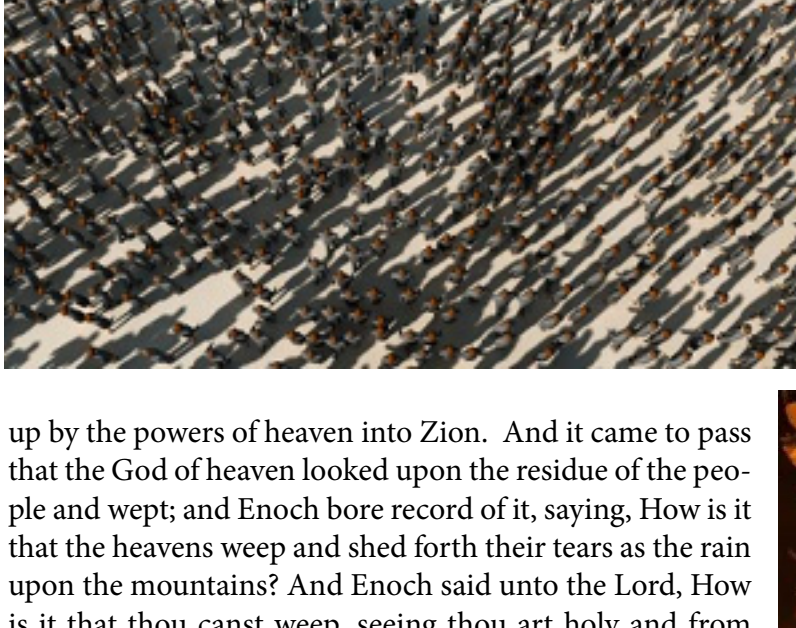 up by the powers of heaven into Zion.  And it came to pass
that the God of heaven looked upon the residue of the peo-
ple and wept; and Enoch bore record of it, saying, How is it
that the heavens weep and shed forth their tears as the rain
upon the mountains? And Enoch said unto the Lord, How
is it that thou canst weep, seeing thou art holy and from